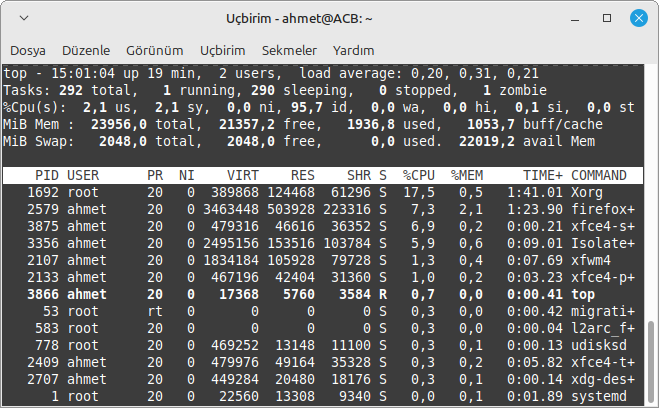 Uçbirim - ahmet@ACB: ~
Dosya Düzenle Görünüm Uçbirim Sekmeler Yardım
top - 15:01:04 up 19 min,  2 users,  load average: 0,20, 0,31, 0,21
Tasks: 292 total,   1 running, 290 sleeping,   0 stopped,   1 zombie
%Cpu(s):  2,1 us,  2,1 sy,  0,0 ni, 95,7 id,  0,0 wa,  0,0 hi,  0,1 si,  0,0 st
MiB Mem :  23956,0 total,  21357,2 free,   1936,8 used,   1053,7 buff/cache
MiB Swap:   2048,0 total,   2048,0 free,      0,0 used.  22019,2 avail Mem
PID USER      PR  NI    VIRT    RES    SHR S  %CPU  %MEM     TIME+ COMMAND
1692 root      20   0  389868 124468  61296 S  17,5   0,5   1:41.01 Xorg
2579 ahmet     20   0 3463448 503928 223316 S   7,3   2,1   1:23.90 firefox+
3875 ahmet     20   0  479316  46616  36352 S   6,9   0,2   0:00.21 xfce4-s+
3356 ahmet     20   0 2495156 153516 103784 S   5,9   0,6   0:09.01 Isolate+
2107 ahmet     20   0 1834184 105928  79728 S   1,3   0,4   0:07.69 xfwm4
2133 ahmet     20   0  467196  42404  31360 S   1,0   0,2   0:03.23 xfce4-p+
3866 ahmet     20   0   17368   5760   3584 R   0,7   0,0   0:00.41 top
53 root      rt   0       0      0      0 S   0,3   0,0   0:00.42 migrati+
583 root      20   0       0      0      0 S   0,3   0,0   0:00.04 l2arc_f+
778 root      20   0  469252  13148  11100 S   0,3   0,1   0:00.13 udisksd
2409 ahmet     20   0  479976  49164  35328 S   0,3   0,2   0:05.82 xfce4-t+
2707 ahmet     20   0  449284  20480  18176 S   0,3   0,1   0:00.14 xdg-des+
1 root      20   0   22560  13308   9340 S   0,0   0,1   0:01.89 systemd